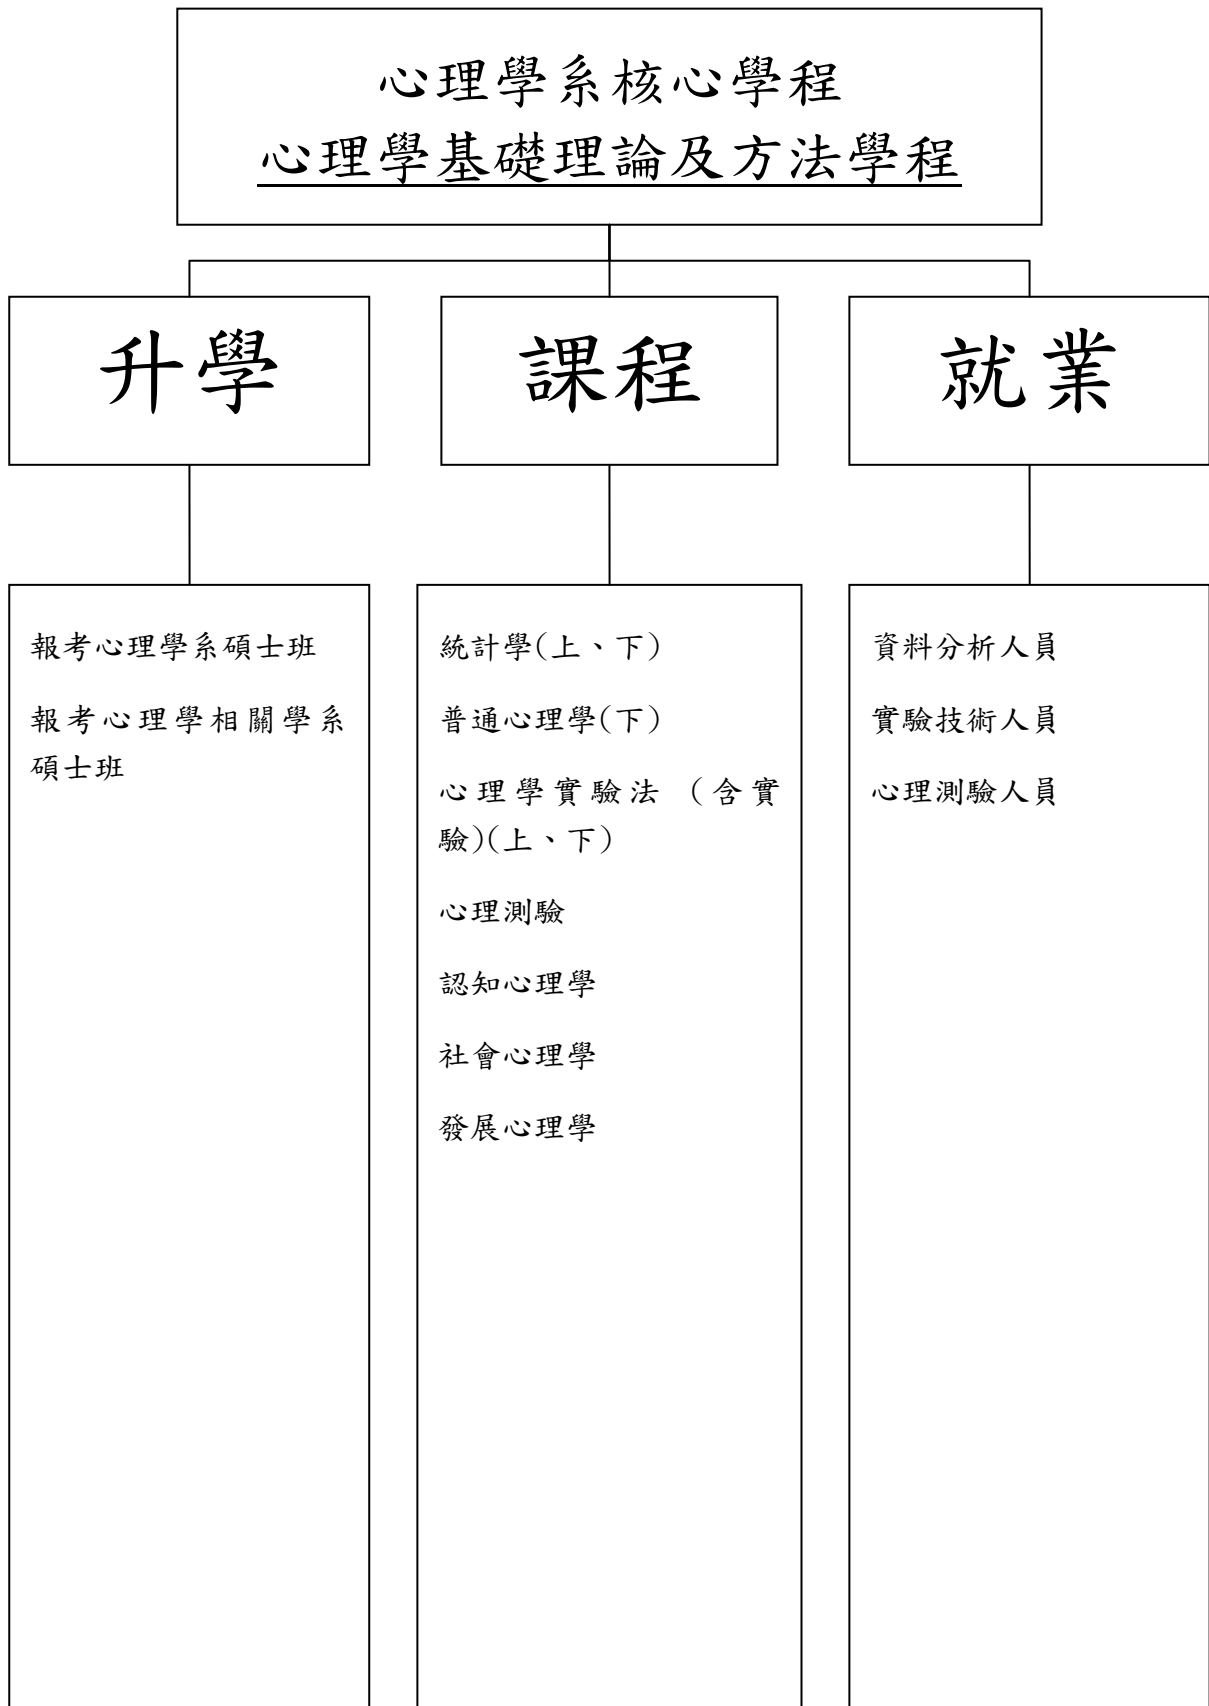 心理學系核心學程
心理學基礎理論及方法學程
升學
課程
就業
報考心理學系碩士班
報考心理學相關學系
碩士班
統計學(上、下)
普通心理學(下)
心理學實驗法 (含實
驗)(上、下)
心理測驗
認知心理學
社會心理學
發展心理學
資料分析人員
實驗技術人員
心理測驗人員